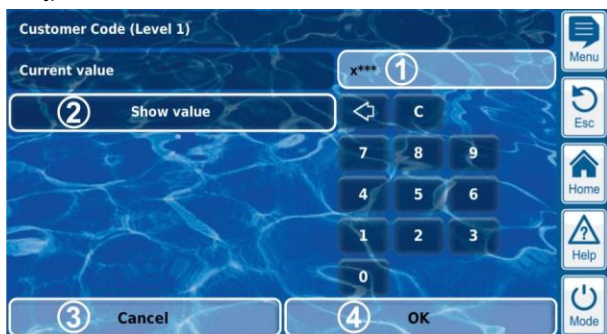 Customer Code (Level 1)
Current value
x*** 1
2 Show value
C
7 8 9
4 5 6
1 2 3
0
3 Cancel
4 OK
Menu
Esc
Home
Help
Mode